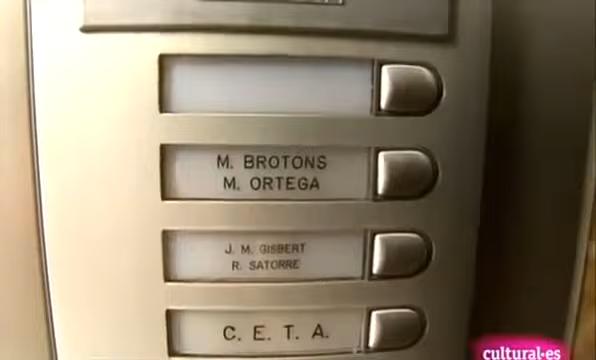 M. BROTONS
M. ORTEGA
J. M. GISBERT
R. SATORRE
C. E. T. A.
cultural·es